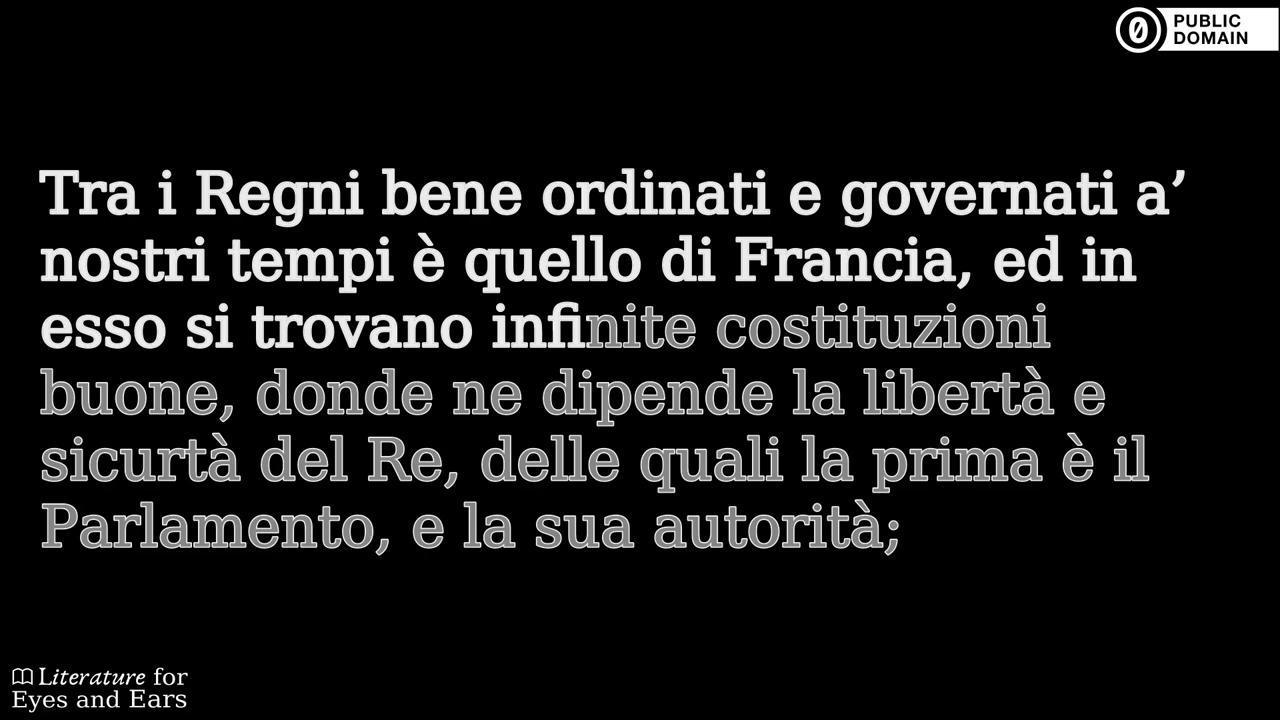 PUBLIC
DOMAIN
Tra i Regni bene ordinati e governati a’
nostri tempi è quello di Francia, ed in
esso si trovano infinite costituzioni
buone, donde ne dipende la libertà e
sicurtà del Re, delle quali la prima è il
Parlamento, e la sua autorità;
Literature for
Eyes and Ears